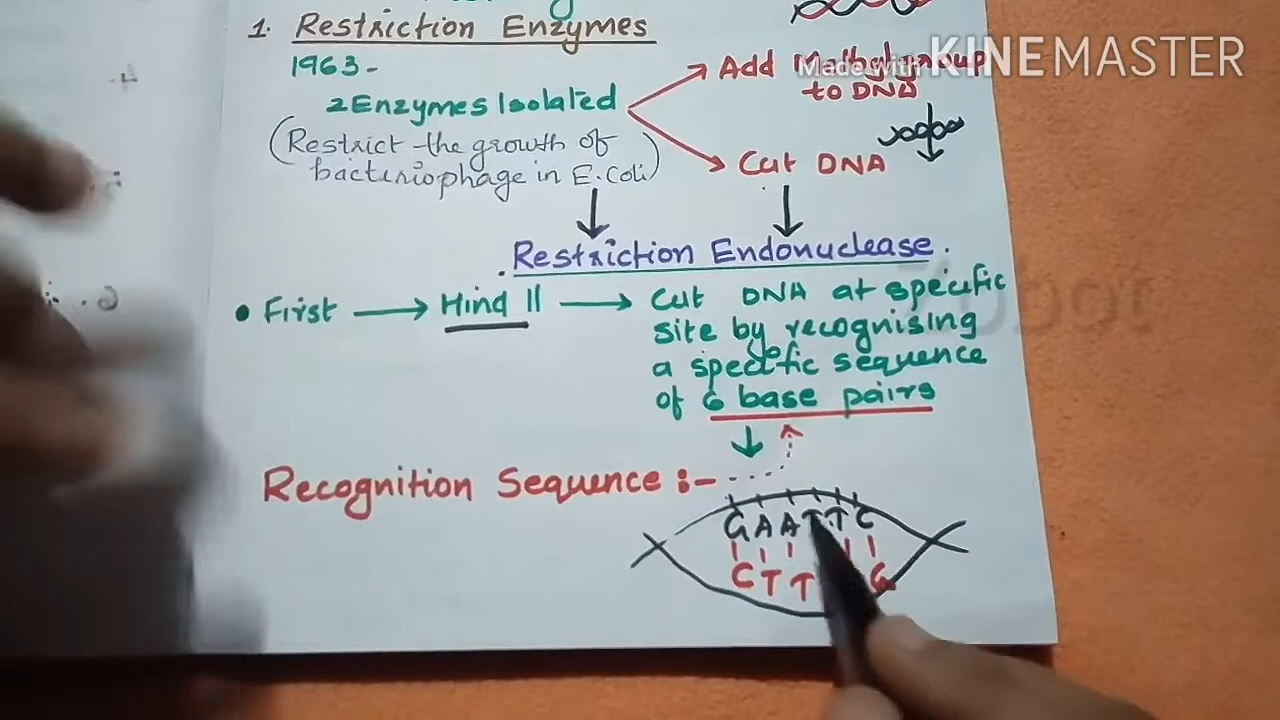 1. Restriction Enzymes
1963-
2 Enzymes Isolated
(Restrict the growth of
bacteriophage in E.Coli)
Add Methyl group
to DNA
Cut DNA
Made with KINEMASTER
Restriction Endonuclease.
• First → Hind II → Cut DNA at specific
site by recognising
a specific sequence
of 6 base pairs
Recognition Sequence :-
G A A T T C
C T T G